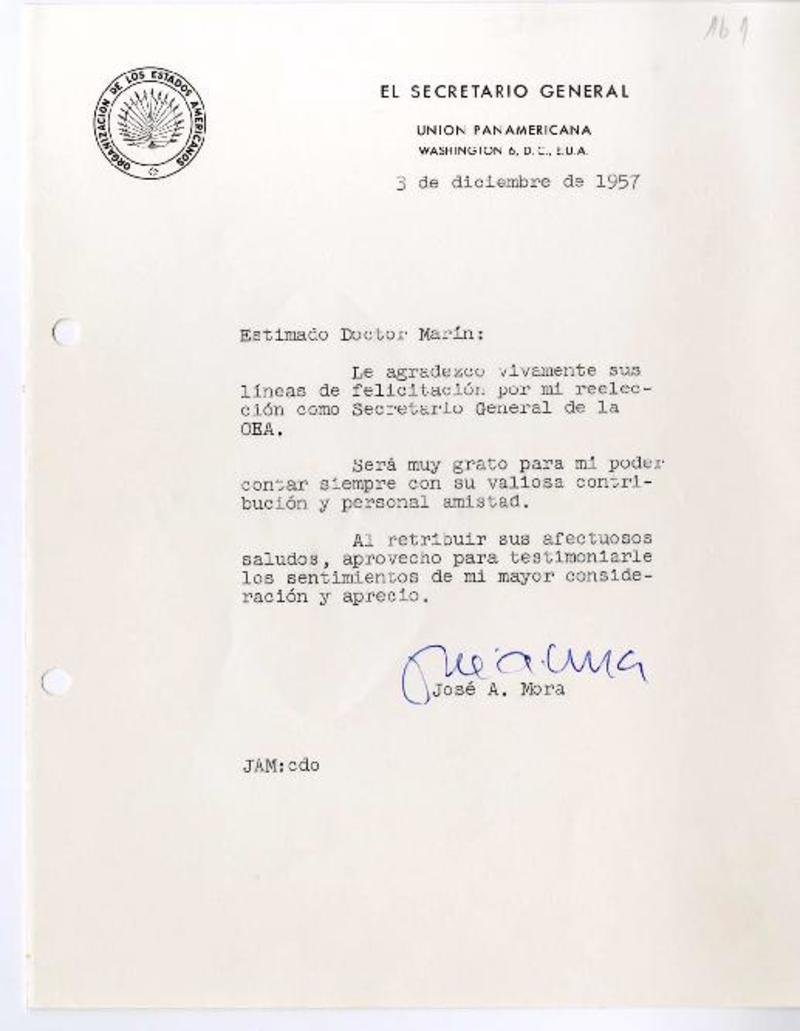 161
ORGANIZACIÓN DE LOS ESTADOS AMERICANOS
EL SECRETARIO GENERAL
UNION PANAMERICANA
WASHINGTON 6, D. C., E.U.A.
3 de diciembre de 1957
Estimado Doctor Marín:
Le agradezco vivamente sus
líneas de felicitación por mi reelec-
ción como Secretario General de la
OEA.
Será muy grato para mi poder
contar siempre con su valiosa contri-
bución y personal amistad.
Al retribuir sus afectuosos
saludos, aprovecho para testimoniarle
los sentimientos de mi mayor conside-
ración y aprecio.
José A. Mora
JAM:cdo